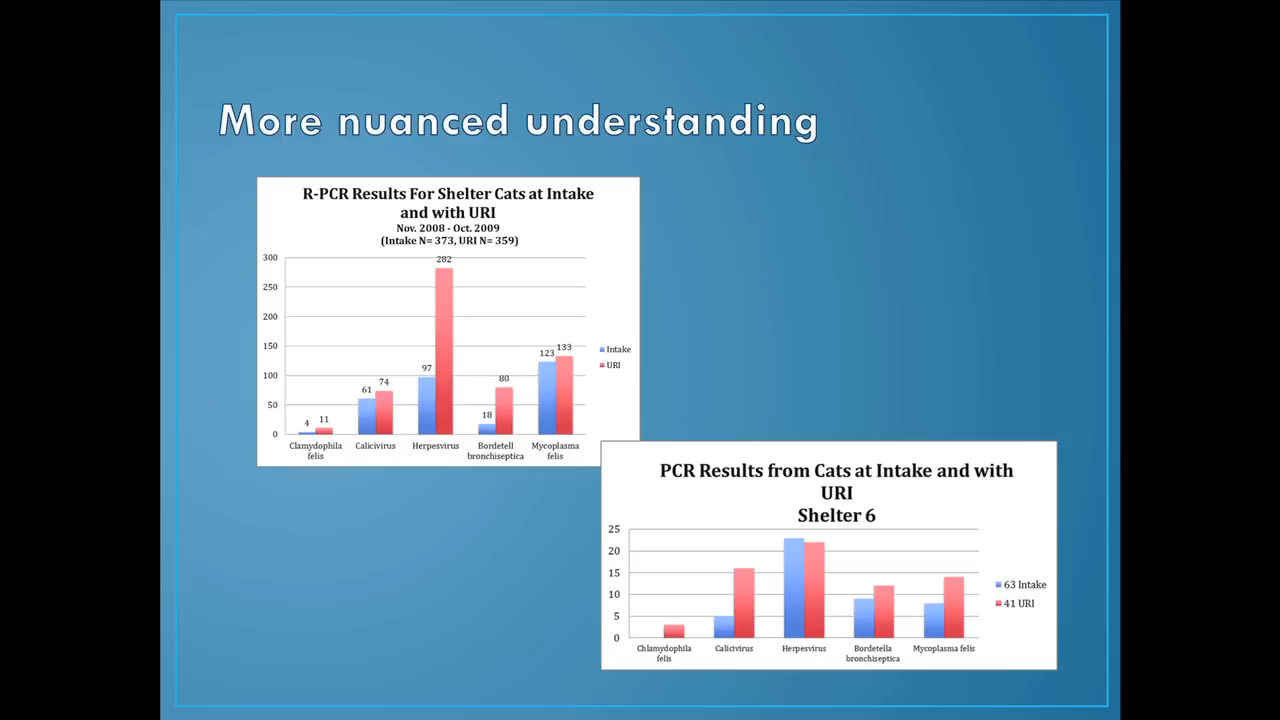 More nuanced understanding
R-PCR Results For Shelter Cats at Intake
and with URI
Nov. 2008 - Oct. 2009
(Intake N= 373, URI N= 359)
300
250
200
150
100
50
0
4
11
61
74
97
282
18
80
123
133
Clamydophila
felis
Calicivirus
Herpesvirus
Bordetell
bronchiseptica
Mycoplasma
felis
Intake
URI
PCR Results from Cats at Intake and with
URI
Shelter 6
25
20
15
10
5
0
Chlamydophila
felis
Calicivirus
Herpesvirus
Bordetella
bronchiseptica
Mycoplasma felis
63 Intake
41 URI